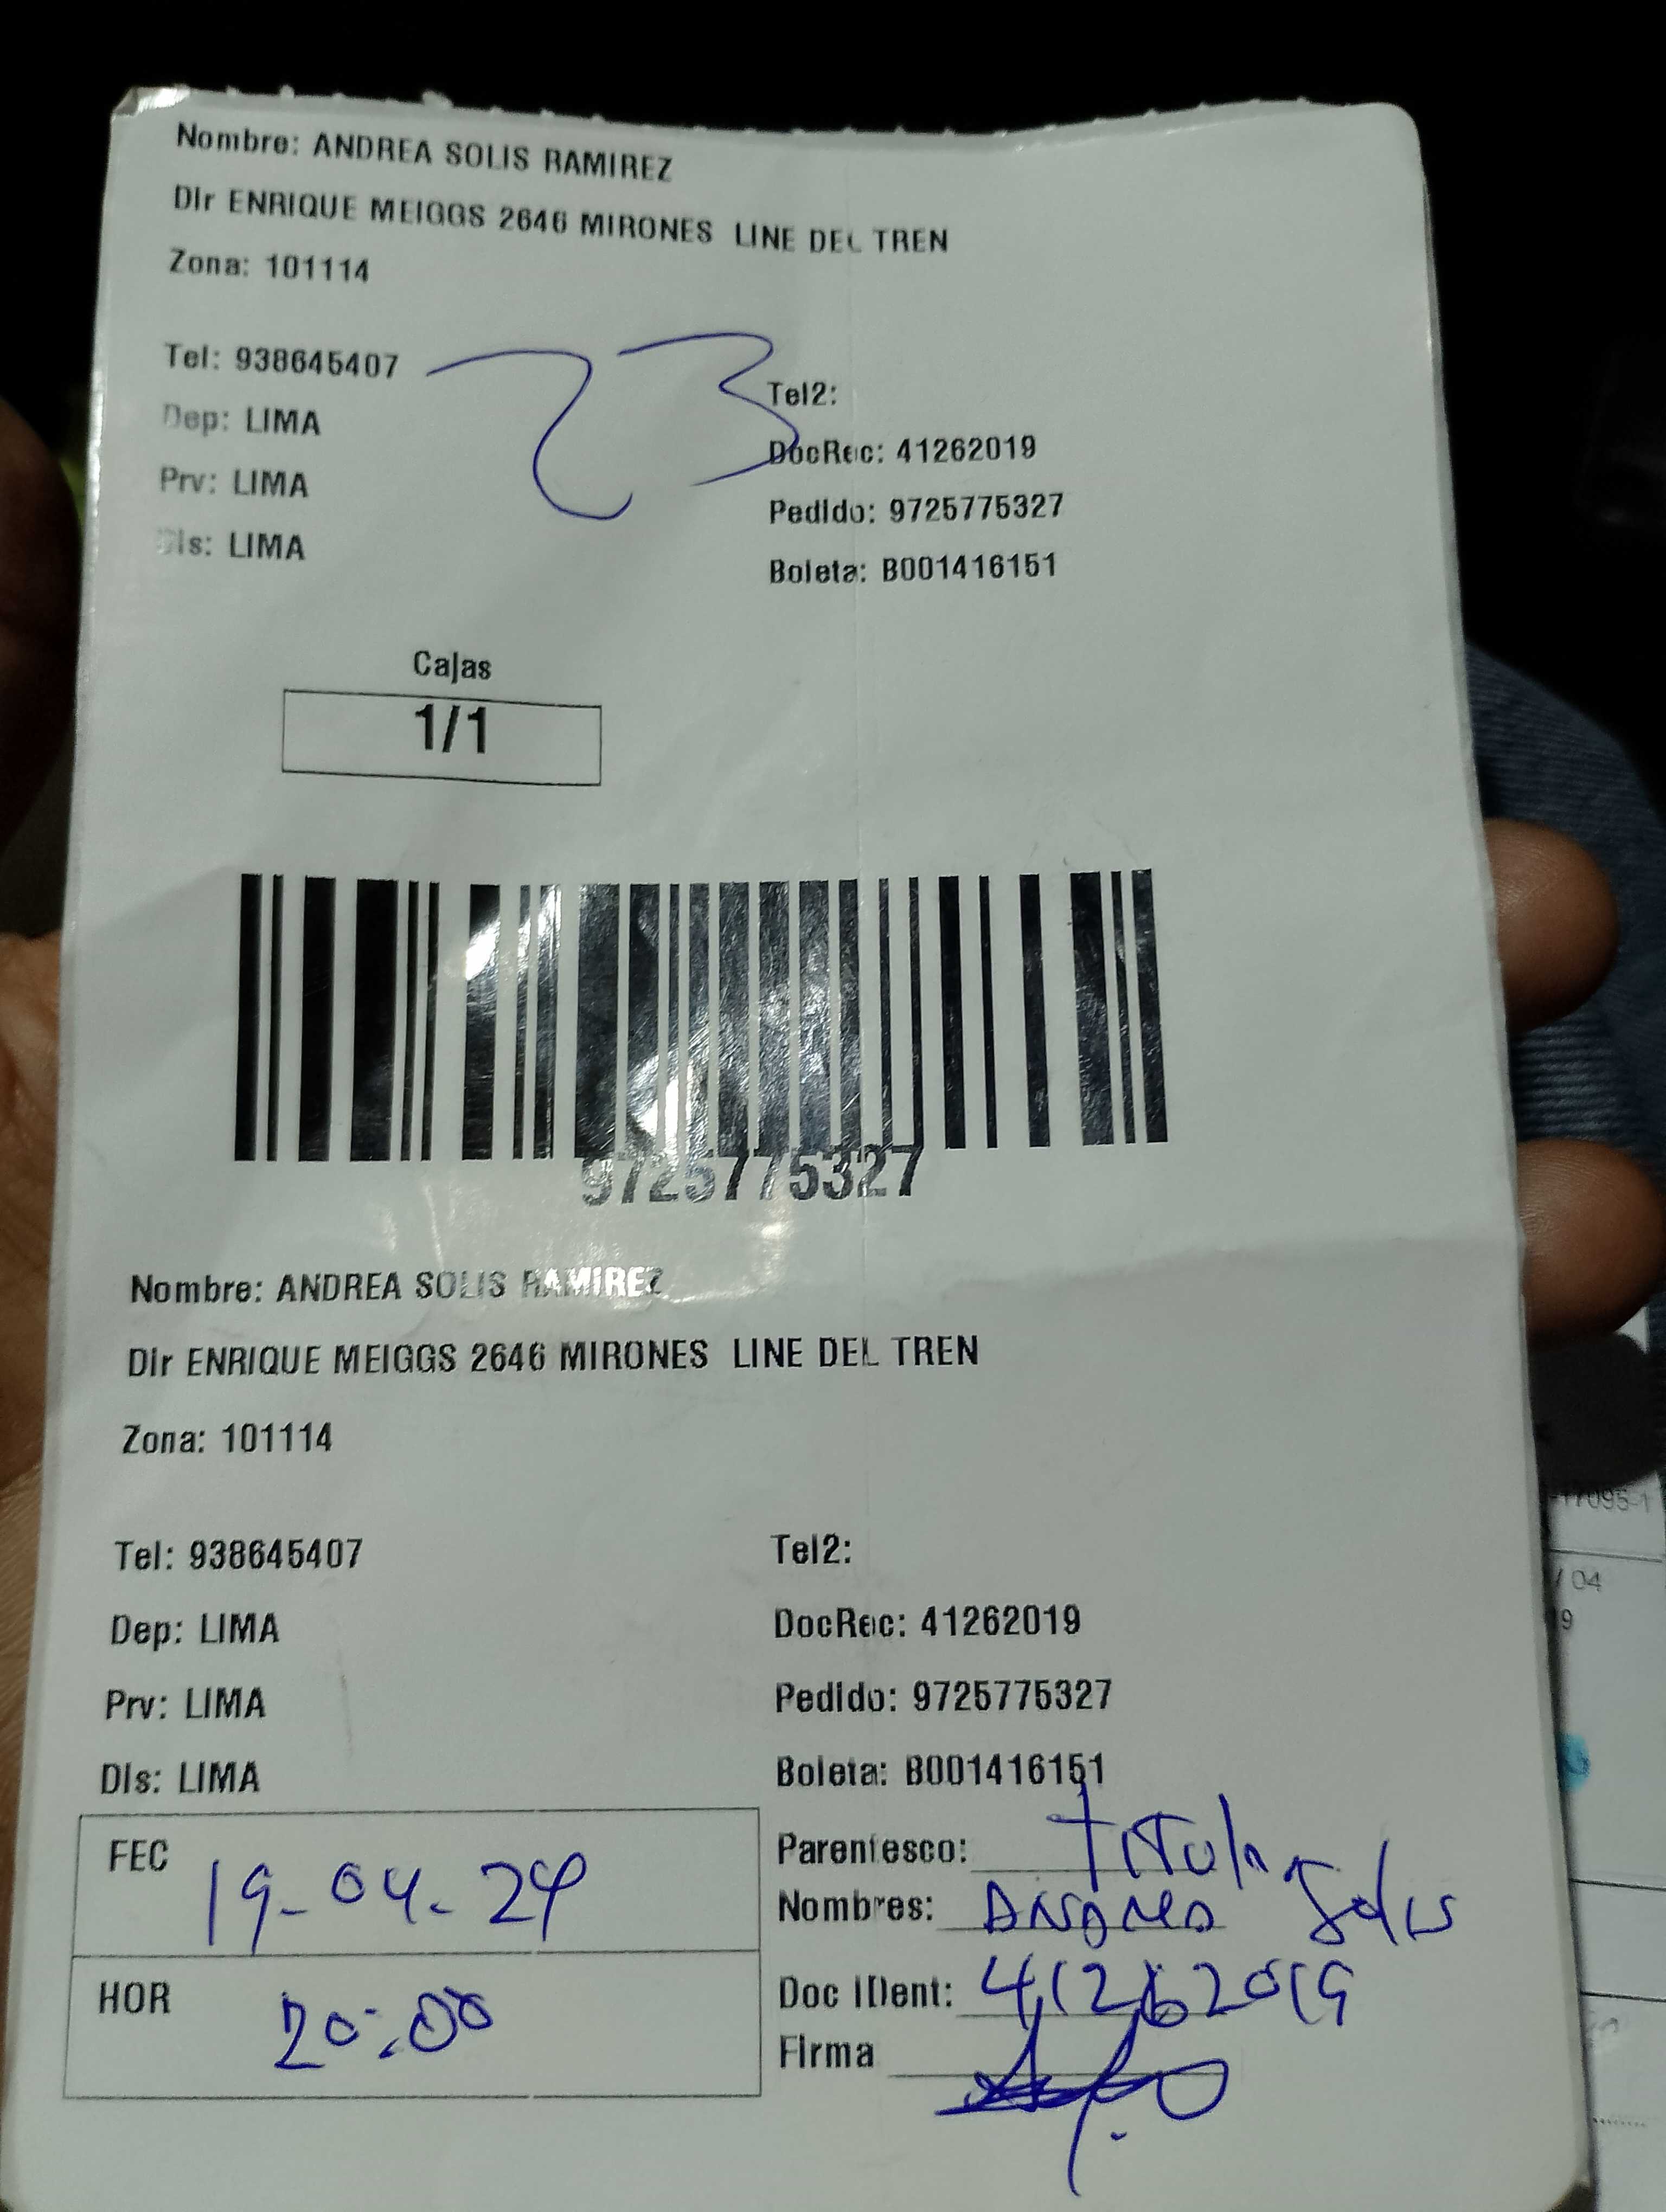 Nombre: ANDREA SOLIS RAMIREZ
Dir ENRIQUE MEIGGS 2646 MIRONES LINE DEL TREN
Zona: 101114
Tel: 938645407
23
Tel2:
Dep: LIMA
DocRec: 41262019
Prv: LIMA
Pedido: 9725775327
Dis: LIMA
Boleta: B001416151
Cajas
1/1
9725775327
Nombre: ANDREA SOLIS RAMIREZ
Dir ENRIQUE MEIGGS 2646 MIRONES LINE DEL TREN
Zona: 101114
Tel: 938645407
Tel2:
Dep: LIMA
DocRec: 41262019
Prv: LIMA
Pedido: 9725775327
Dis: LIMA
Boleta: B001416151
FEC 19-04-24
Parentesco: Titular
Nombres: Andrea Solis
HOR 20:00
Doc IDent: 41262019
Firma
/ 04
9